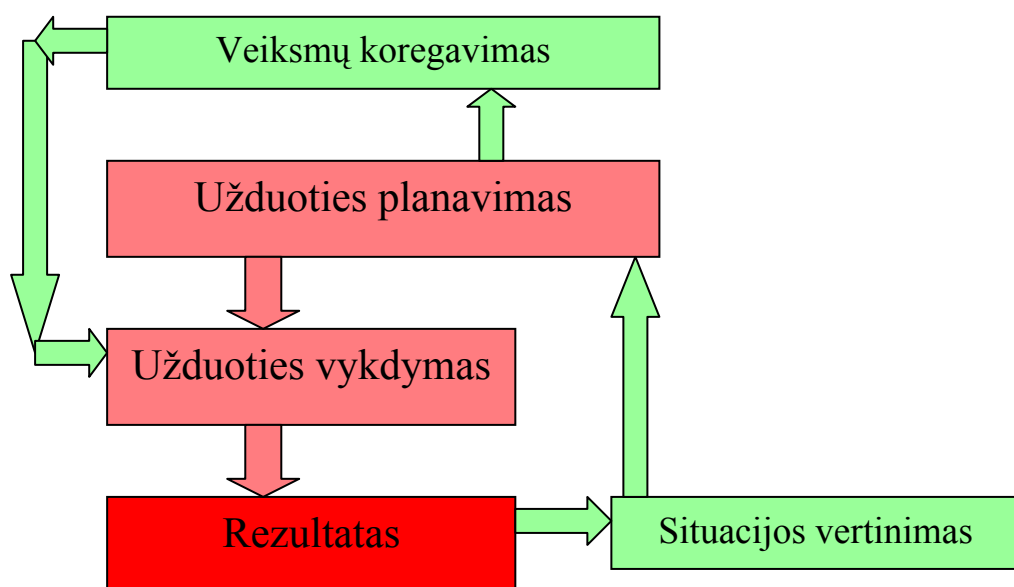 Veiksmų koregavimas
Užduoties planavimas
Užduoties vykdymas
Rezultatas
Situacijos vertinimas